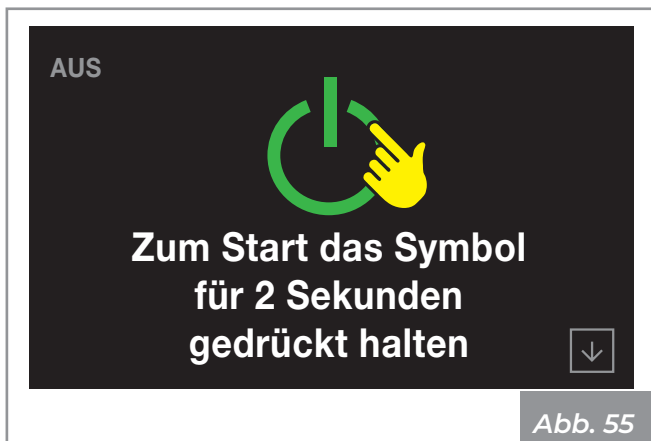 AUS
Zum Start das Symbol
für 2 Sekunden
gedrückt halten
Abb. 55